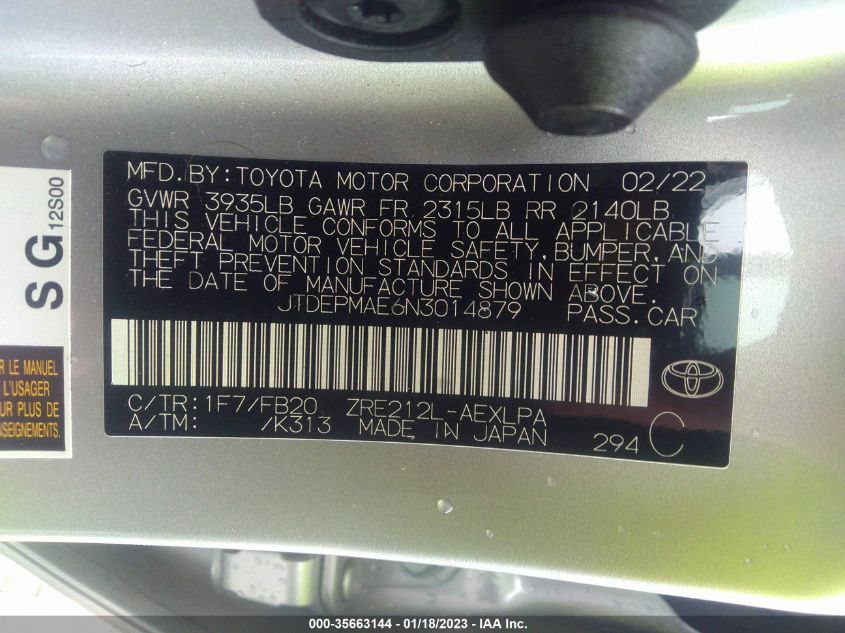 MFD.BY:TOYOTA MOTOR CORPORATION 02/22
GVWR 3935LB GAWR FR 2315LB RR 2140LB
THIS VEHICLE CONFORMS TO ALL APPLICABLE
FEDERAL MOTOR VEHICLE SAFETY,BUMPER,AND
THEFT PREVENTION STANDARDS IN EFFECT ON
THE DATE OF MANUFACTURE SHOWN ABOVE.
JTDEPMAE6N3014879 PASS.CAR
C/TR:1F7/FB20 ZRE212L-AEXLPA
A/TM: /K313 MADE IN JAPAN 294 C
SG 12S00
R LE MANUEL
L'USAGER
UR PLUS DE
NSEIGNEMENTS.
000-35663144 - 01/18/2023 - IAA Inc.